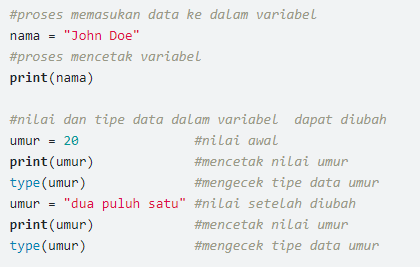 #proses memasukan data ke dalam variabel
nama = "John Doe"
#proses mencetak variabel
print(nama)

#nilai dan tipe data dalam variabel  dapat diubah
umur = 20               #nilai awal
print(umur)             #mencetak nilai umur
type(umur)              #mengecek tipe data umur
umur = "dua puluh satu" #nilai setelah diubah
print(umur)             #mencetak nilai umur
type(umur)              #mengecek tipe data umur